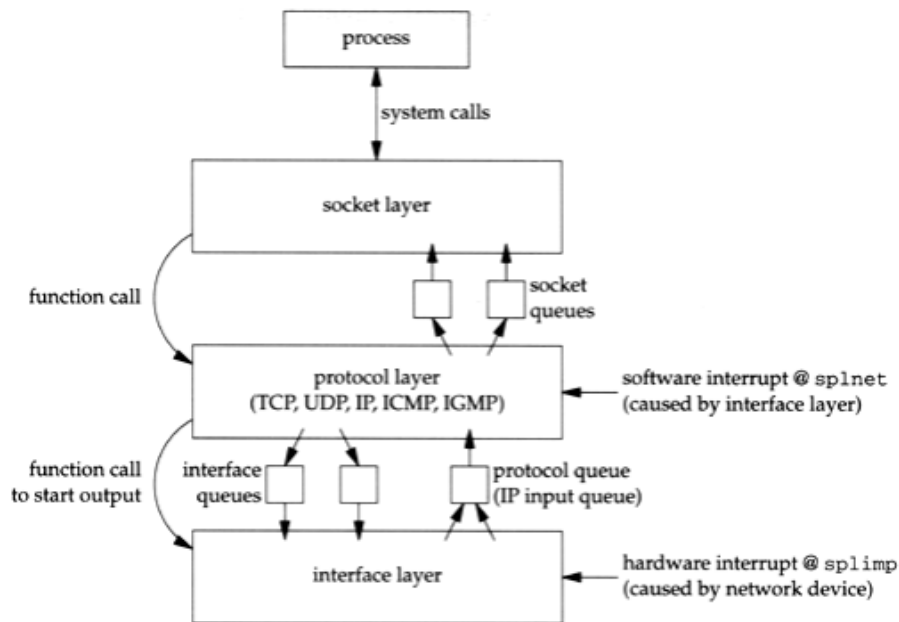 process
system calls
socket layer
function call
socket
queues
protocol layer
(TCP, UDP, IP, ICMP, IGMP)
software interrupt @ splnet
(caused by interface layer)
function call
to start output
interface
queues
protocol queue
(IP input queue)
interface layer
hardware interrupt @ splimp
(caused by network device)